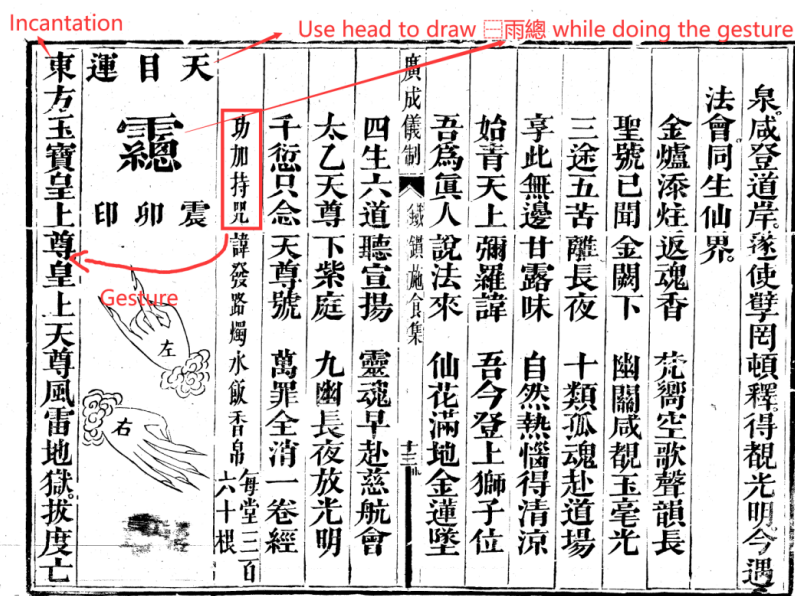 Incantation
Use head to draw ⿱雨總 while doing the gesture
泉。咸登道岸。遂使孽罔頓釋。得覩光明。今遇
法會同生仙界。
金爐添炷返魂香 梵嚮空歌聲韻長
聖號已聞金闕下 幽關咸覩玉毫光
三途五苦離長夜 十類孤魂赴道場
享此無邊甘露味 自然熱惱得清涼
始青天上彌羅諱 吾今登上獅子位
吾爲眞人說法來 仙花滿地金蓮墜
廣成儀制 鐵鎖施食集 十三
四生六道聽宣揚 靈魂早赴慈航會
太乙天尊下紫庭 九幽長夜放光明
千愆只念天尊號 萬罪全消一卷經
功加持咒 諱發路燭水飯香帛 每堂三百
六十根
天目運
震卯印
Gesture
左
右
東方玉寶皇上尊皇上天尊風雷地獄。拔度亡